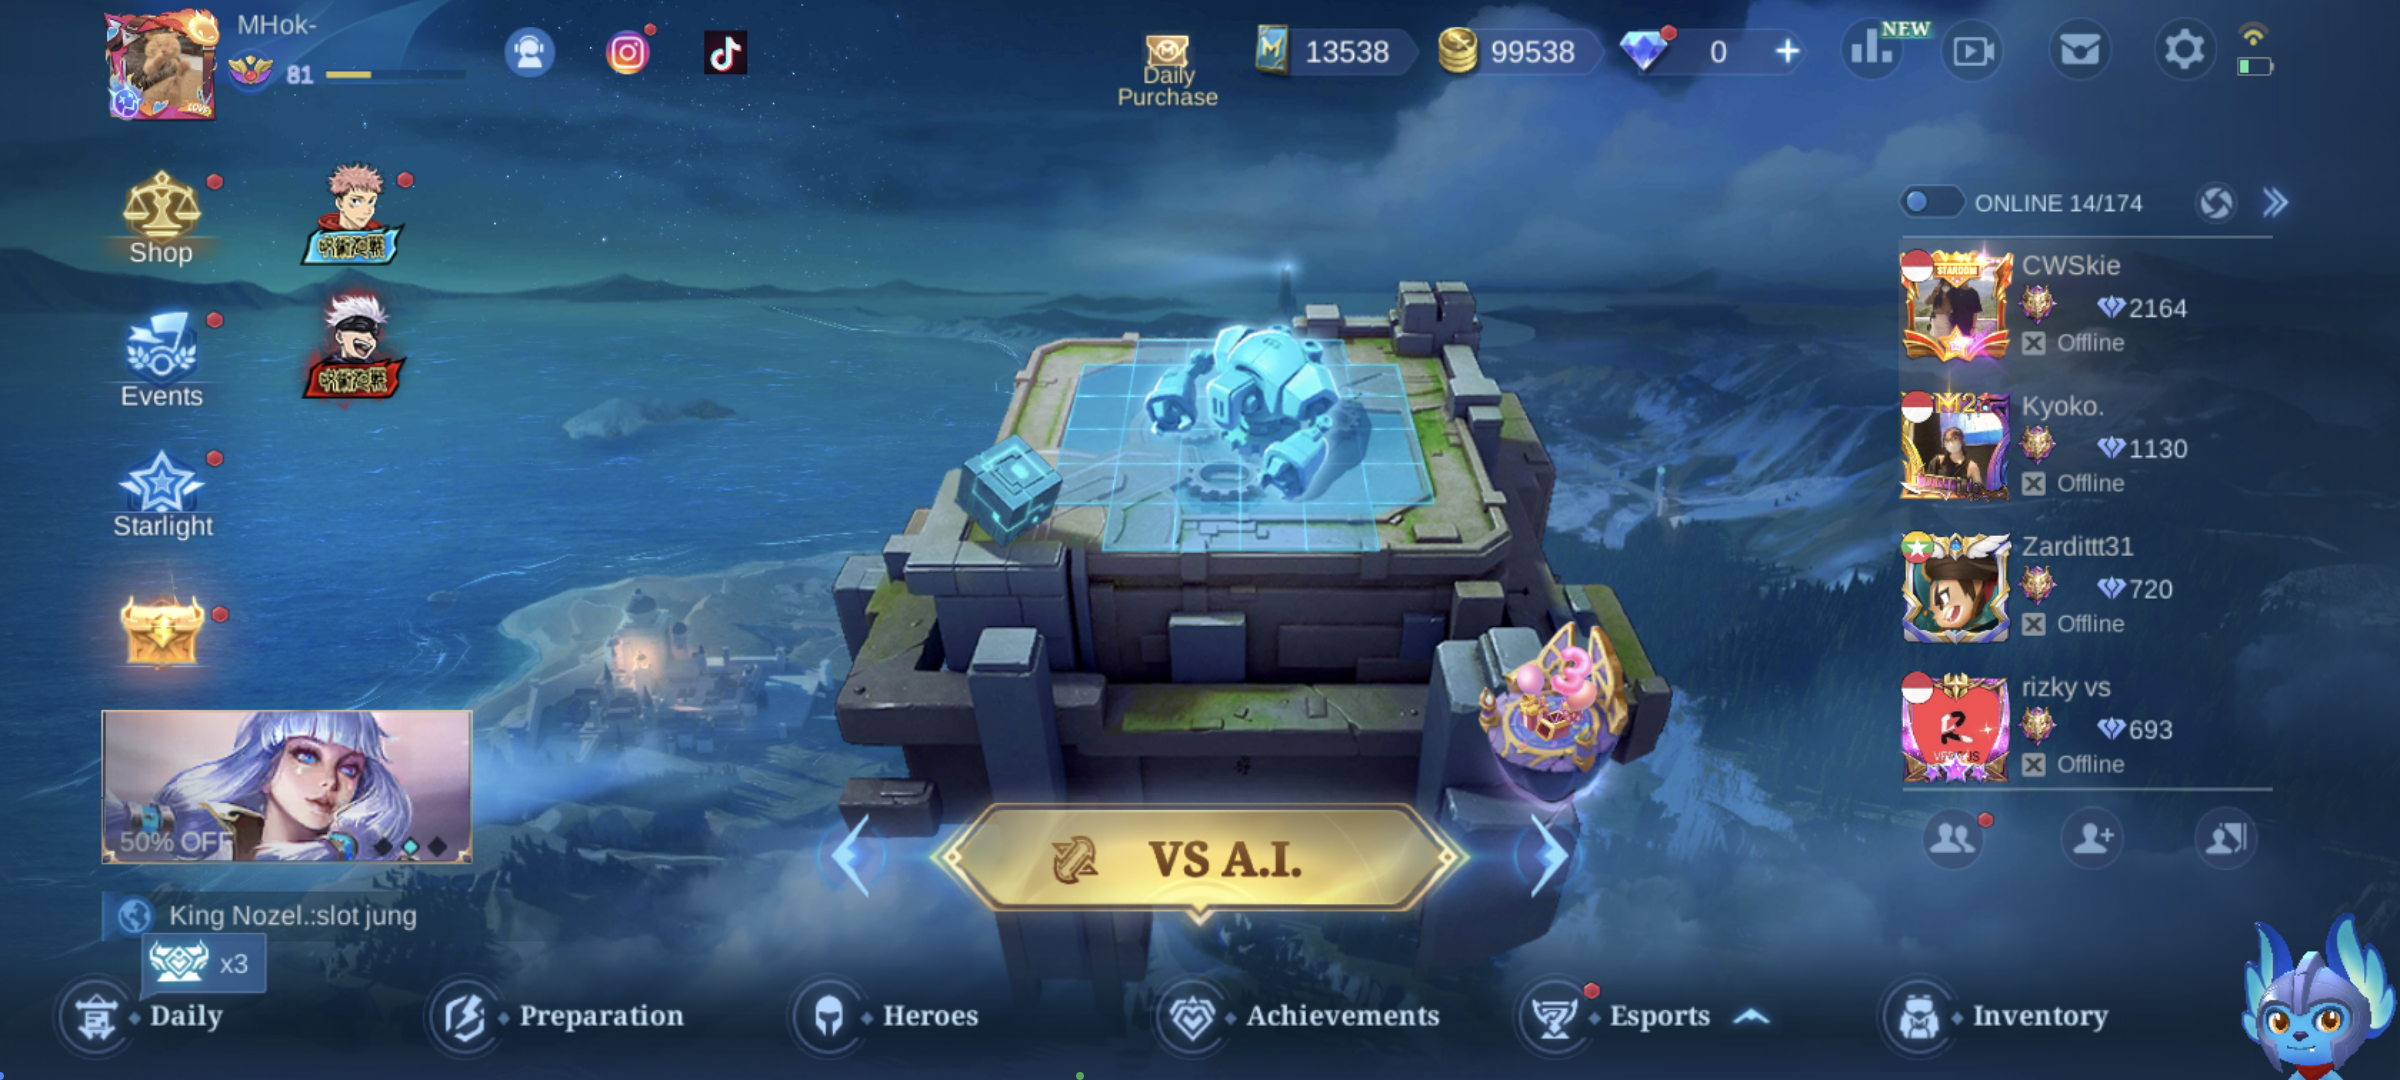 MHok-
81
Daily
Purchase
13538
99538
0
NEW
Shop
Events
Starlight
ONLINE 14/174
CWSkie
2164
Offline
Kyoko.
1130
Offline
Zardittt31
720
Offline
rizky vs
693
Offline
50% OFF
VS A.I.
King Nozel.:slot jung
x3
Daily
Preparation
Heroes
Achievements
Esports
Inventory